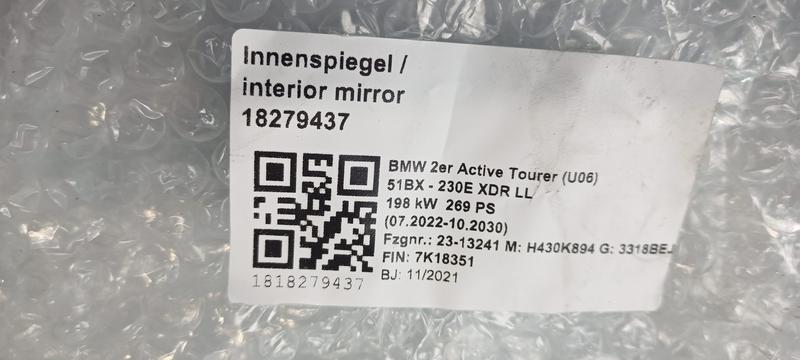 Innenspiegel /
interior mirror
18279437
BMW 2er Active Tourer (U06)
51BX - 230E XDR LL
198 kW 269 PS
(07.2022-10.2030)
Fzgnr.: 23-13241 M: H430K894 G: 3318BEJ
FIN: 7K18351
BJ: 11/2021
1818279437